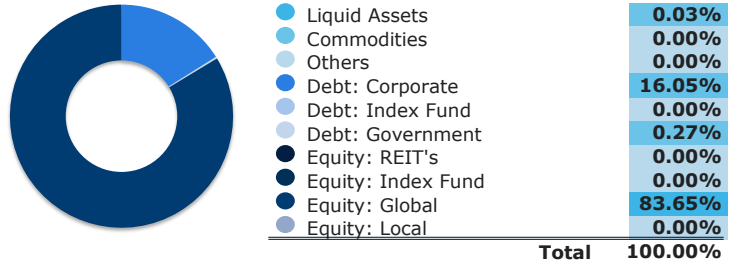 Liquid Assets 0.03%
Commodities 0.00%
Others 0.00%
Debt: Corporate 16.05%
Debt: Index Fund 0.00%
Debt: Government 0.27%
Equity: REIT's 0.00%
Equity: Index Fund 0.00%
Equity: Global 83.65%
Equity: Local 0.00%
Total 100.00%